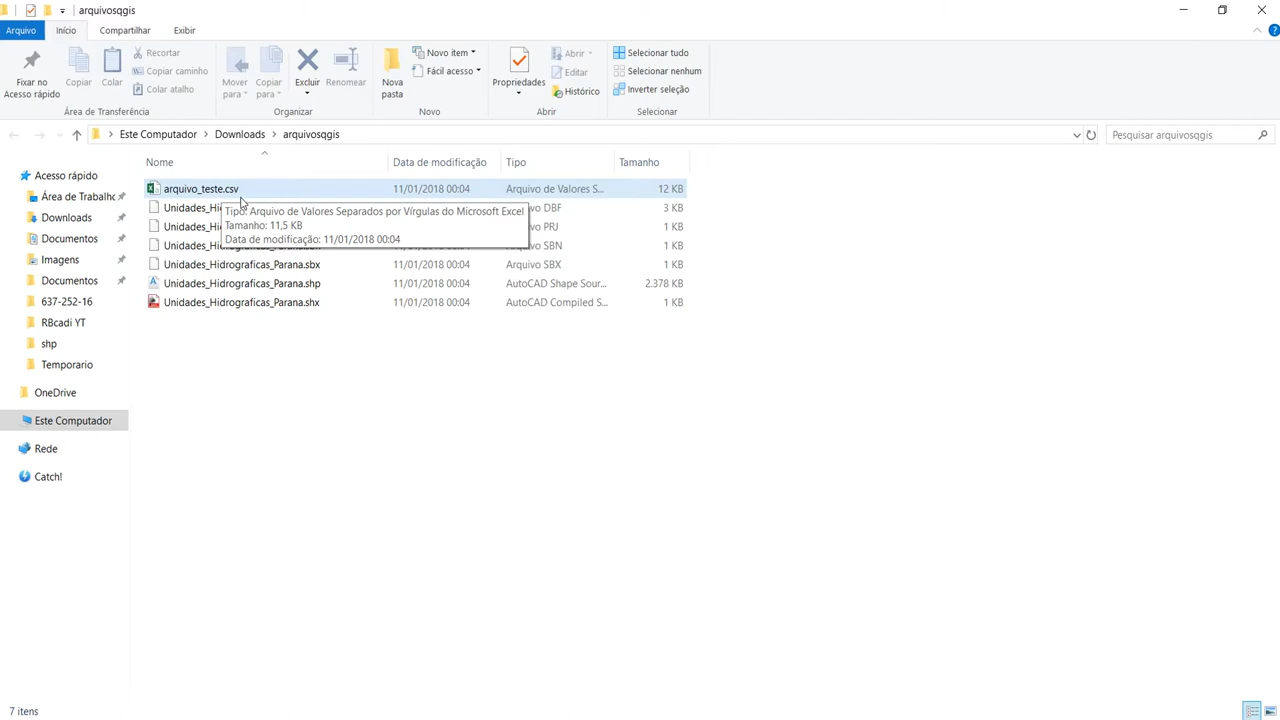 arquivosqgis
Arquivo Início Compartilhar Exibir
Fixar no Acesso rápido
Copiar
Colar
Recortar
Copiar caminho
Colar atalho
Área de Transferência
Mover para
Copiar para
Excluir
Renomear
Organizar
Nova pasta
Novo item
Fácil acesso
Novo
Propriedades
Abrir
Editar
Histórico
Abrir
Selecionar tudo
Selecionar nenhum
Inverter seleção
Selecionar
Este Computador > Downloads > arquivosqgis
Pesquisar arquivosqgis
Nome Data de modificação Tipo Tamanho
arquivo_teste.csv 11/01/2018 00:04 Arquivo de Valores S... 12 KB
Tipo: Arquivo de Valores Separados por Vírgulas do Microsoft Excel
Tamanho: 11,5 KB
Data de modificação: 11/01/2018 00:04
DBF 3 KB
PRJ 1 KB
SBN 1 KB
Unidades_Hidrograficas_Parana.sbx 11/01/2018 00:04 Arquivo SBX 1 KB
Unidades_Hidrograficas_Parana.shp 11/01/2018 00:04 AutoCAD Shape Sour... 2.378 KB
Unidades_Hidrograficas_Parana.shx 11/01/2018 00:04 AutoCAD Compiled S... 1 KB
Acesso rápido
Área de Trabalho
Downloads
Documentos
Imagens
Documentos
637-252-16
RBcadi YT
shp
Temporario
OneDrive
Este Computador
Rede
Catch!
7 itens